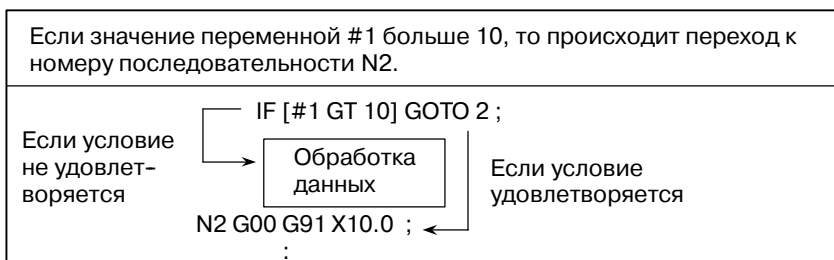 Если значение переменной #1 больше 10, то происходит переход к
номеру последовательности N2.
IF [#1 GT 10] GOTO 2 ;
Если условие
не удовлет-
воряется
Обработка
данных
Если условие
удовлетворяется
N2 G00 G91 X10.0 ;
: